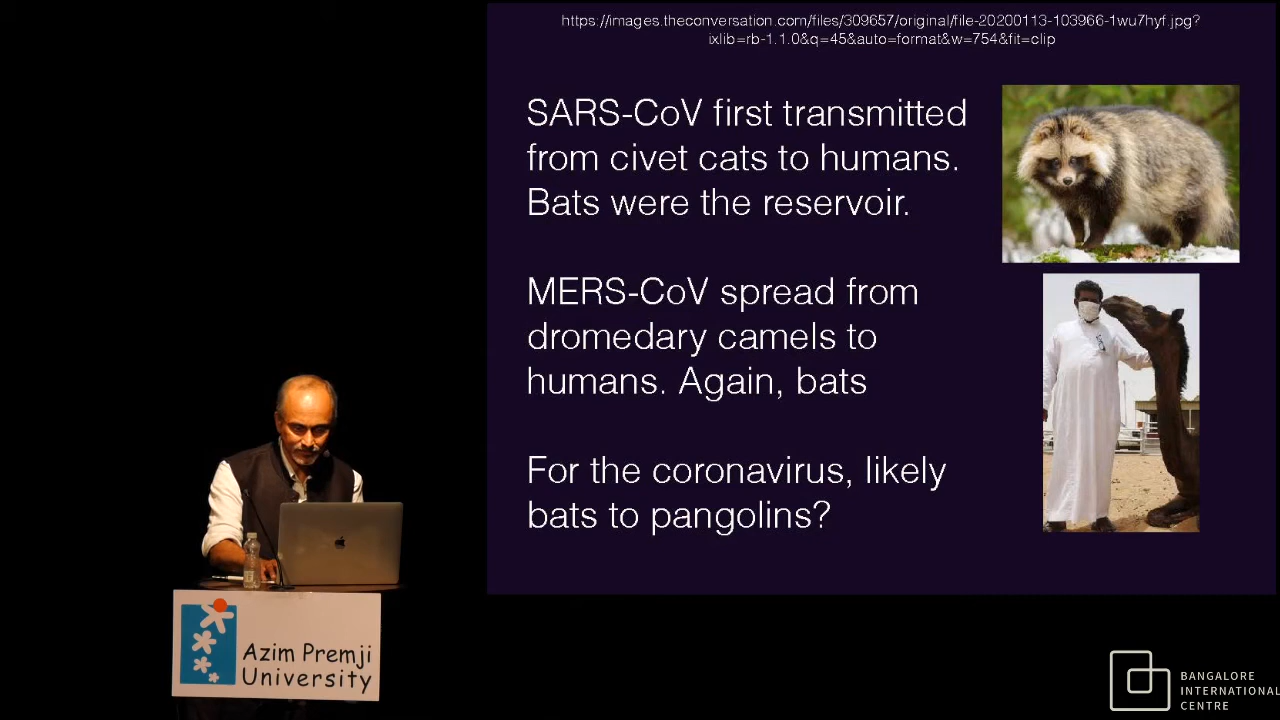 https://images.theconversation.com/files/309657/original/file-20200113-103966-1wu7hyf.jpg?
ixlib=rb-1.1.0&q=45&auto=format&w=754&fit=clip
SARS-CoV first transmitted
from civet cats to humans.
Bats were the reservoir.
MERS-CoV spread from
dromedary camels to
humans. Again, bats
For the coronavirus, likely
bats to pangolins?
Azim Premji
University
BANGALORE
INTERNATIONAL
CENTRE